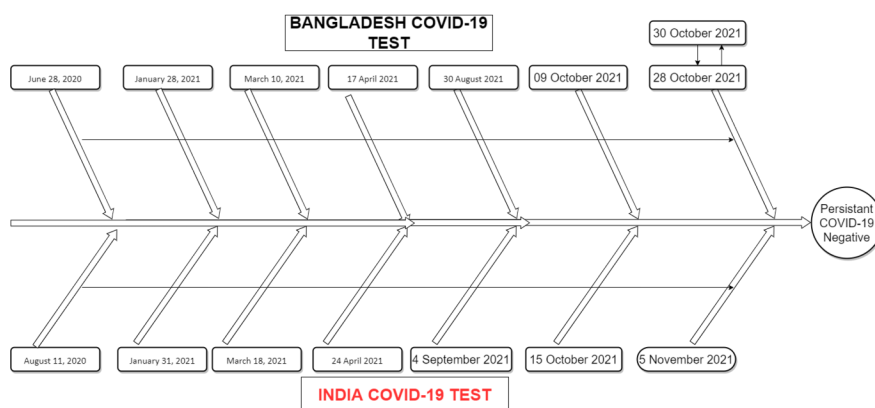 BANGLADESH COVID-19
TEST
30 October 2021
June 28, 2020
January 28, 2021
March 10, 2021
17 April 2021
30 August 2021
09 October 2021
28 October 2021
Persistant
COVID-19
Negative
August 11, 2020
January 31, 2021
March 18, 2021
24 April 2021
4 September 2021
15 October 2021
5 November 2021
INDIA COVID-19 TEST